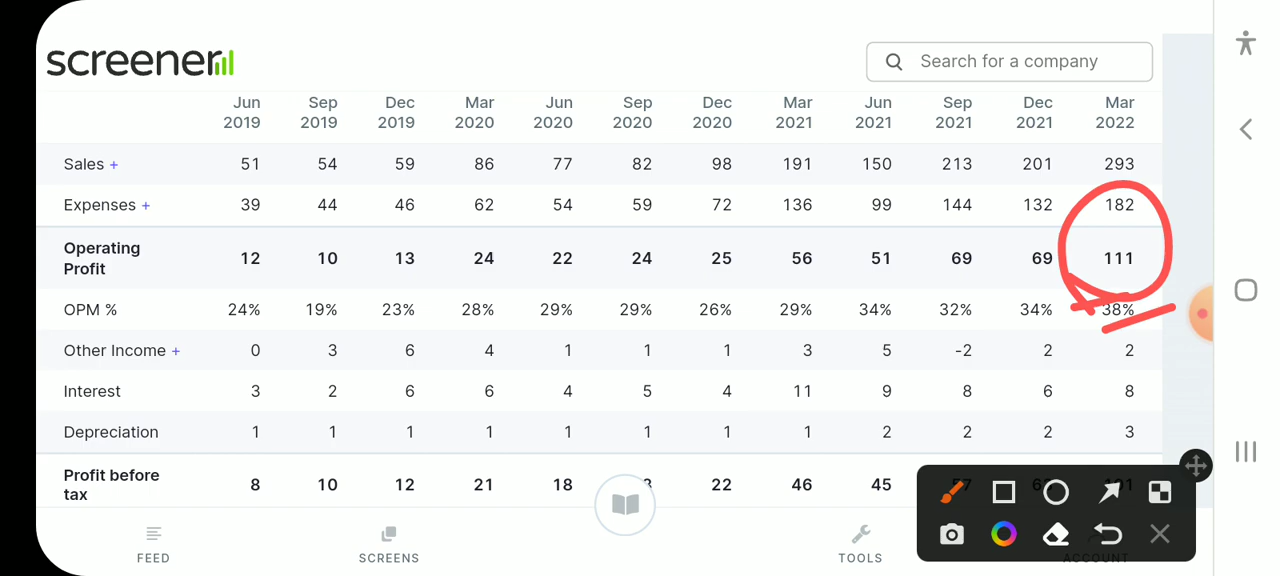 screener
Search for a company
Jun 2019 Sep 2019 Dec 2019 Mar 2020 Jun 2020 Sep 2020 Dec 2020 Mar 2021 Jun 2021 Sep 2021 Dec 2021 Mar 2022
Sales + 51 54 59 86 77 82 98 191 150 213 201 293
Expenses + 39 44 46 62 54 59 72 136 99 144 132 182
Operating Profit 12 10 13 24 22 24 25 56 51 69 69 111
OPM % 24% 19% 23% 28% 29% 29% 26% 29% 34% 32% 34% 38%
Other Income + 0 3 6 4 1 1 1 3 5 -2 2 2
Interest 3 2 6 6 4 5 4 11 9 8 6 8
Depreciation 1 1 1 1 1 1 1 1 2 2 2 3
Profit before tax 8 10 12 21 18 22 46 45
FEED SCREENS TOOLS ACCOUNT